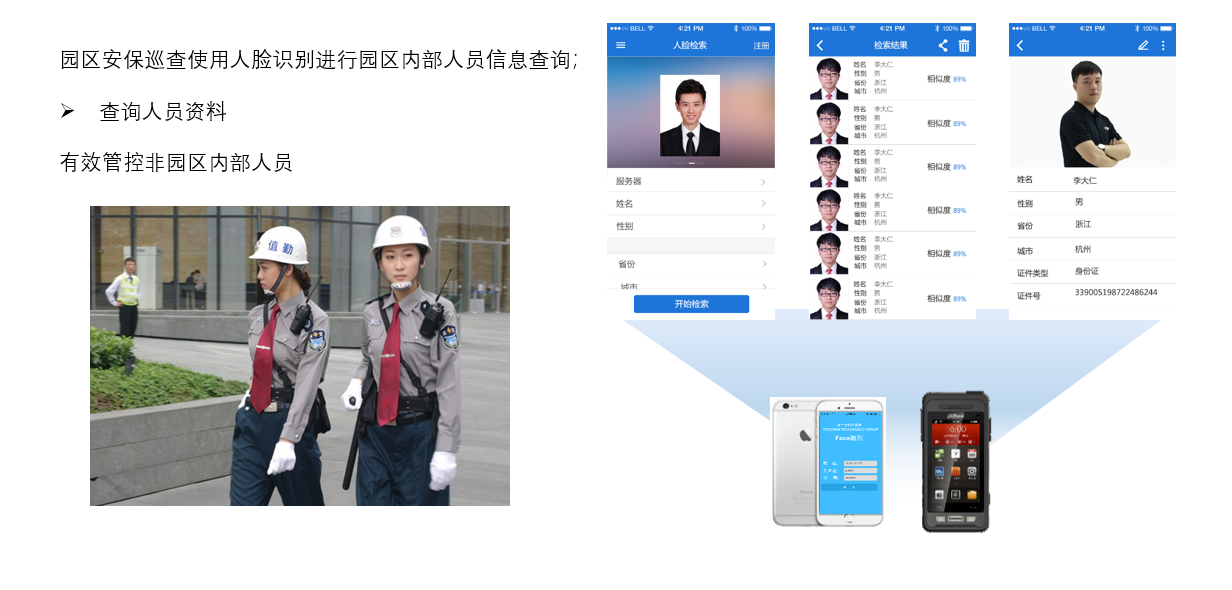 园区安保巡查使用人脸识别进行园区内部人员信息查询;
➢ 查询人员资料
有效管控非园区内部人员
值勤
BELL 4:21 PM 100%
人脸检索 注册
服务器
姓名
性别
省份
城市
开始检索
BELL 4:21 PM 100%
检索结果
姓名 李大仁
性别 男
省份 浙江
城市 杭州
相似度 89%
姓名 李大仁
性别 男
省份 浙江
城市 杭州
相似度 89%
姓名 李大仁
性别 男
省份 浙江
城市 杭州
相似度 89%
姓名 李大仁
性别 男
省份 浙江
城市 杭州
相似度 89%
姓名 李大仁
性别 男
省份 浙江
城市 杭州
相似度 89%
姓名 李大仁
性别 男
省份 浙江
城市 杭州
相似度 89%
BELL 4:21 PM 100%
姓名 李大仁
性别 男
省份 浙江
城市 杭州
证件类型 身份证
证件号 339005198722486244
Face识别
6:00